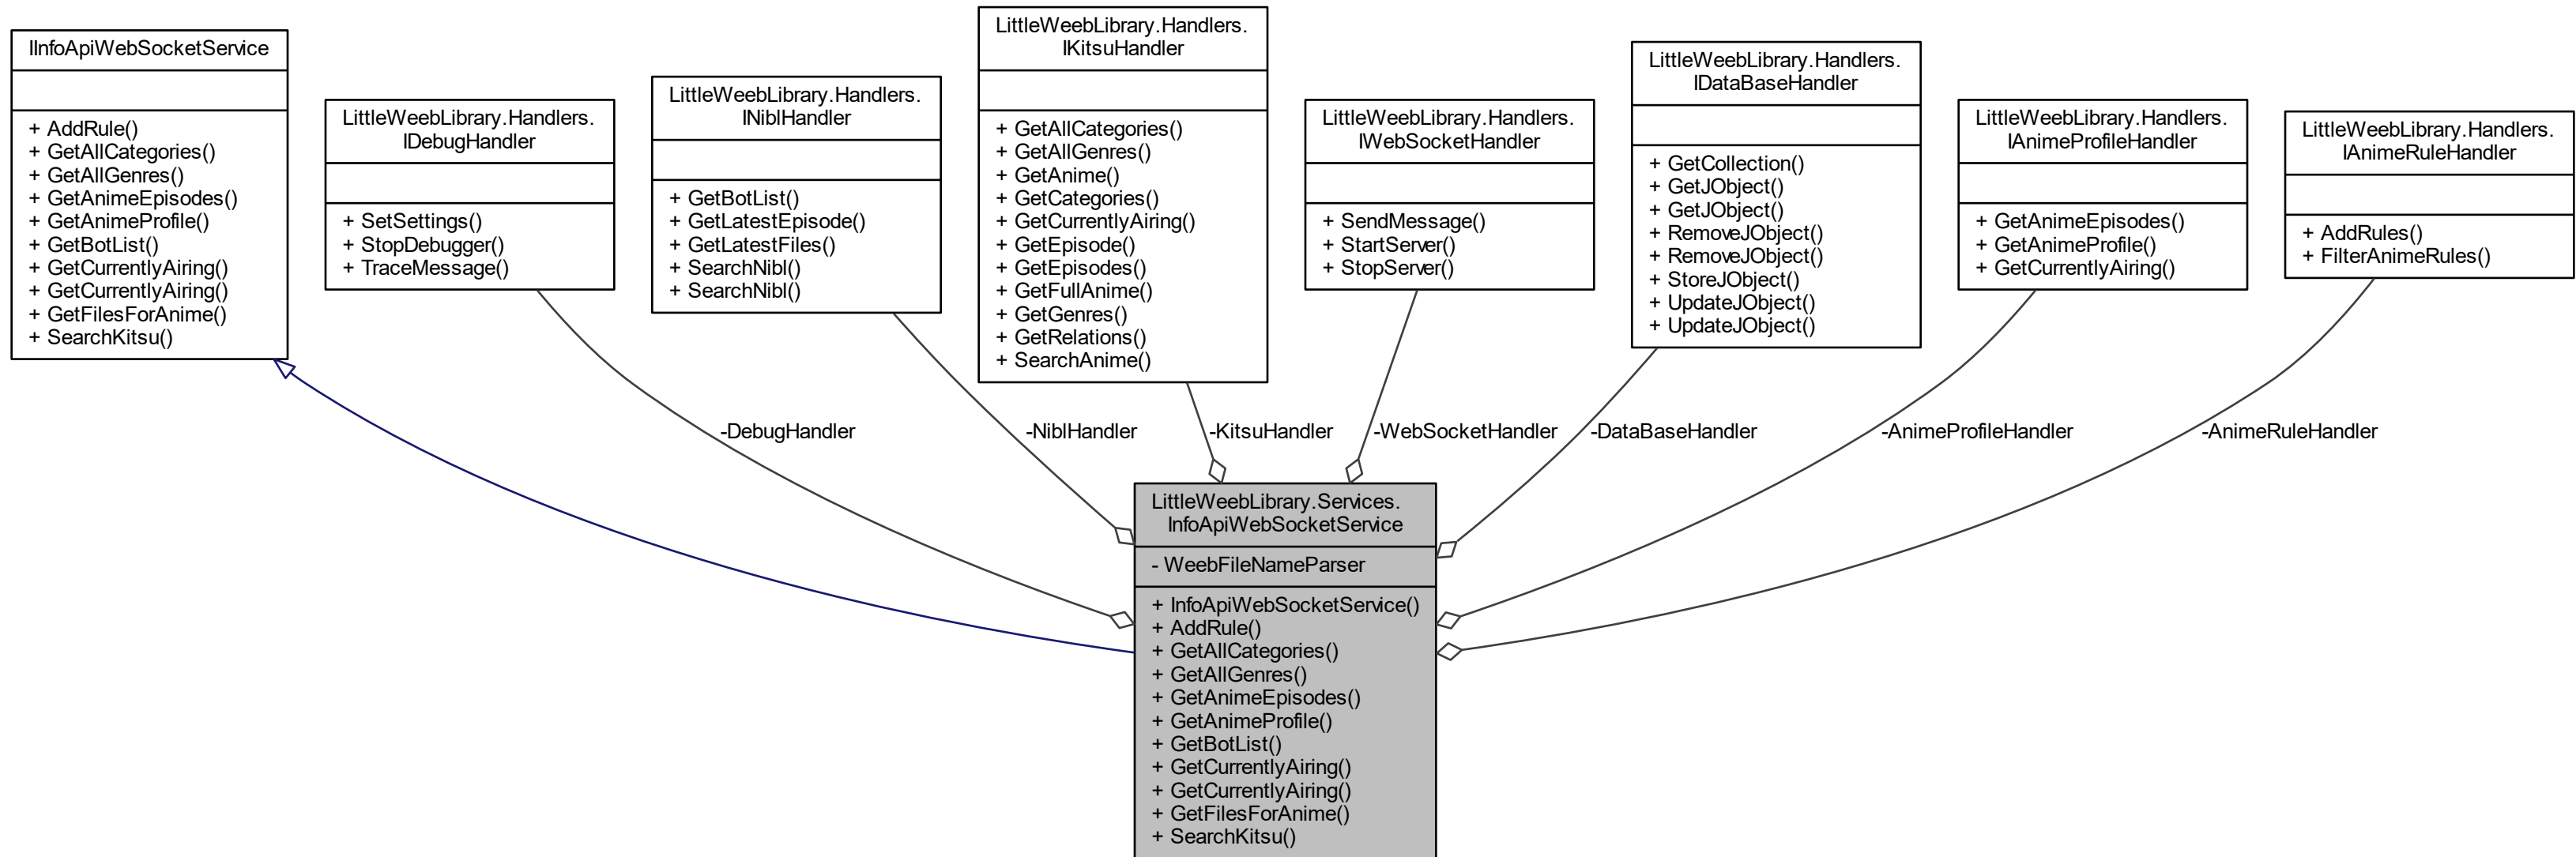 IInfoApiWebSocketService
+ AddRule()
+ GetAllCategories()
+ GetAllGenres()
+ GetAnimeEpisodes()
+ GetAnimeProfile()
+ GetBotList()
+ GetCurrentlyAiring()
+ GetCurrentlyAiring()
+ GetFilesForAnime()
+ SearchKitsu()
LittleWeebLibrary.Handlers.
IDebugHandler
+ SetSettings()
+ StopDebugger()
+ TraceMessage()
LittleWeebLibrary.Handlers.
INiblHandler
+ GetBotList()
+ GetLatestEpisode()
+ GetLatestFiles()
+ SearchNibl()
+ SearchNibl()
LittleWeebLibrary.Handlers.
IKitsuHandler
+ GetAllCategories()
+ GetAllGenres()
+ GetAnime()
+ GetCategories()
+ GetCurrentlyAiring()
+ GetEpisode()
+ GetEpisodes()
+ GetFullAnime()
+ GetGenres()
+ GetRelations()
+ SearchAnime()
LittleWeebLibrary.Handlers.
IWebSocketHandler
+ SendMessage()
+ StartServer()
+ StopServer()
LittleWeebLibrary.Handlers.
IDataBaseHandler
+ GetCollection()
+ GetJObject()
+ GetJObject()
+ RemoveJObject()
+ RemoveJObject()
+ StoreJObject()
+ UpdateJObject()
+ UpdateJObject()
LittleWeebLibrary.Handlers.
IAnimeProfileHandler
+ GetAnimeEpisodes()
+ GetAnimeProfile()
+ GetCurrentlyAiring()
LittleWeebLibrary.Handlers.
IAnimeRuleHandler
+ AddRules()
+ FilterAnimeRules()
-DebugHandler
-NiblHandler
-KitsuHandler
-WebSocketHandler
-DataBaseHandler
-AnimeProfileHandler
-AnimeRuleHandler
LittleWeebLibrary.Services.
InfoApiWebSocketService
- WeebFileNameParser
+ InfoApiWebSocketService()
+ AddRule()
+ GetAllCategories()
+ GetAllGenres()
+ GetAnimeEpisodes()
+ GetAnimeProfile()
+ GetBotList()
+ GetCurrentlyAiring()
+ GetCurrentlyAiring()
+ GetFilesForAnime()
+ SearchKitsu()